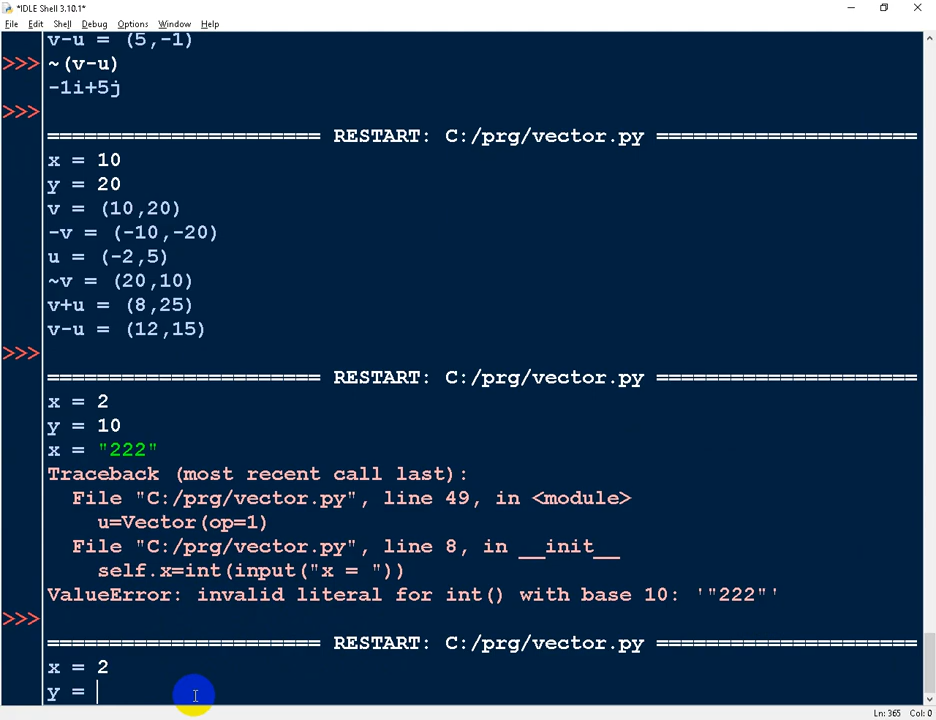 *IDLE Shell 3.10.1*
File Edit Shell Debug Options Window Help
v-u = (5,-1)
>>> ~(v-u)
-1i+5j
>>>
===================== RESTART: C:/prg/vector.py =====================
x = 10
y = 20
v = (10,20)
-v = (-10,-20)
u = (-2,5)
~v = (20,10)
v+u = (8,25)
v-u = (12,15)
>>>
===================== RESTART: C:/prg/vector.py =====================
x = 2
y = 10
x = "222"
Traceback (most recent call last):
  File "C:/prg/vector.py", line 49, in <module>
    u=Vector(op=1)
  File "C:/prg/vector.py", line 8, in __init__
    self.x=int(input("x = "))
ValueError: invalid literal for int() with base 10: '"222"'
>>>
===================== RESTART: C:/prg/vector.py =====================
x = 2
y =
Ln: 365 Col: 0